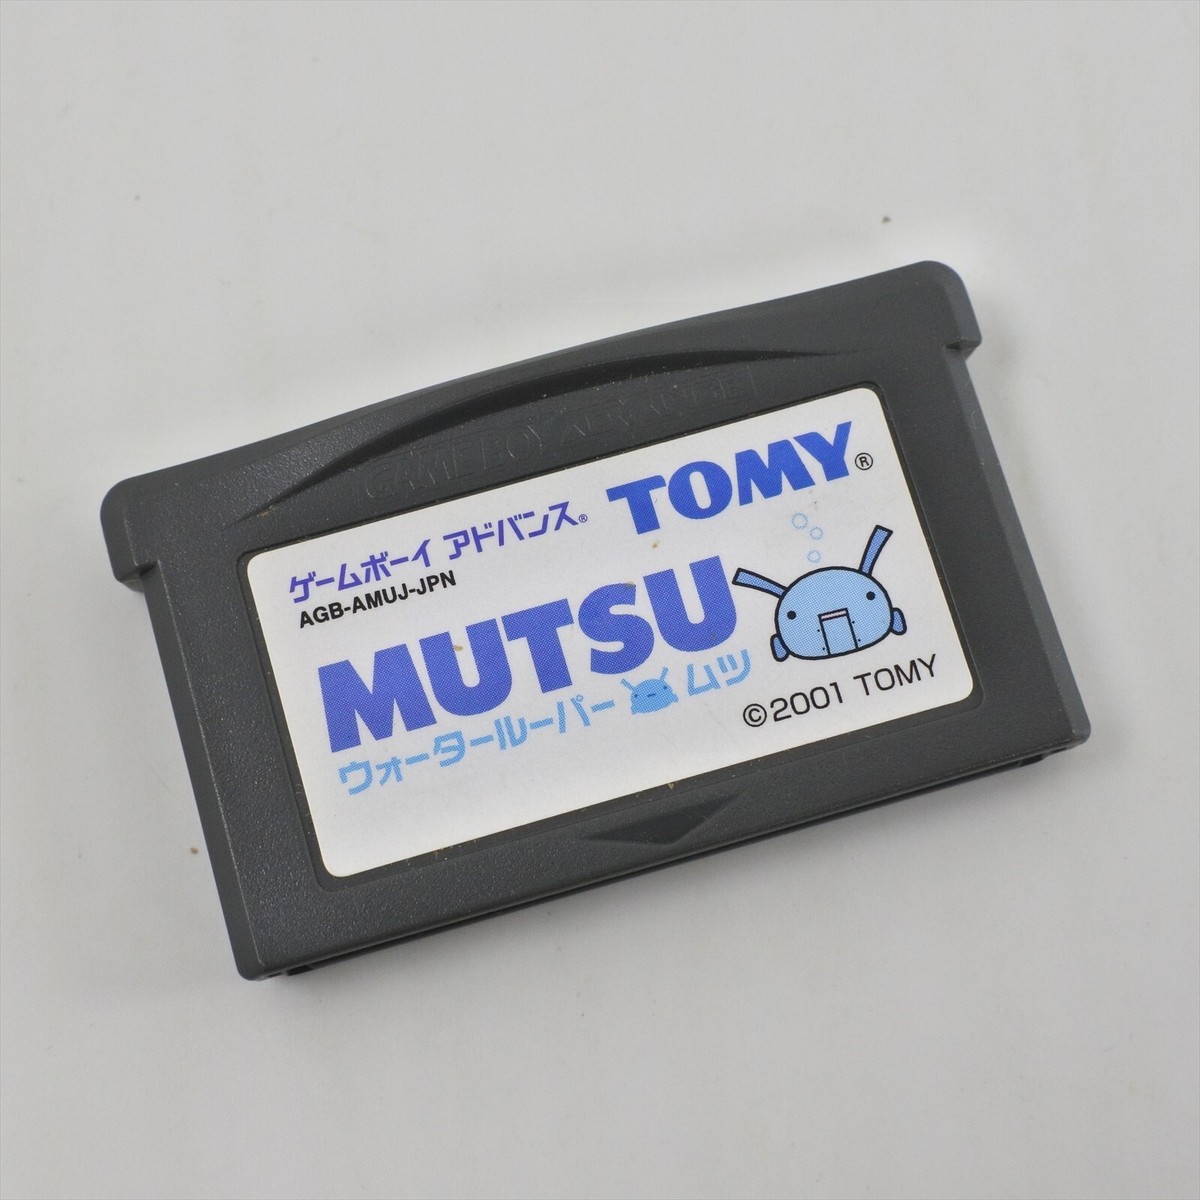 GAME BOY ADVANCE
ゲームボーイ アドバンス®
TOMY®
AGB-AMUJ-JPN
MUTSU
ウォータールーパー ムツ
©2001 TOMY